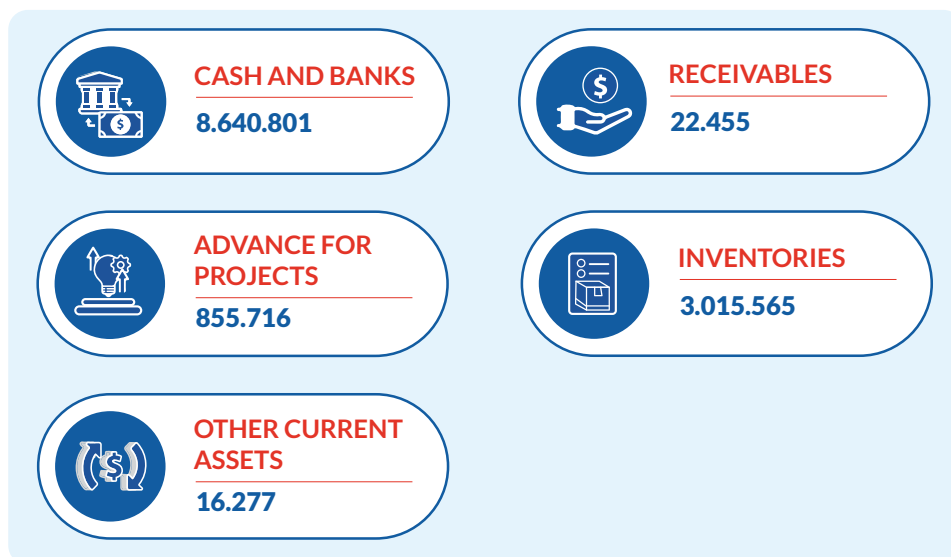 CASH AND BANKS
8.640.801
RECEIVABLES
22.455
ADVANCE FOR
PROJECTS
855.716
INVENTORIES
3.015.565
OTHER CURRENT
ASSETS
16.277